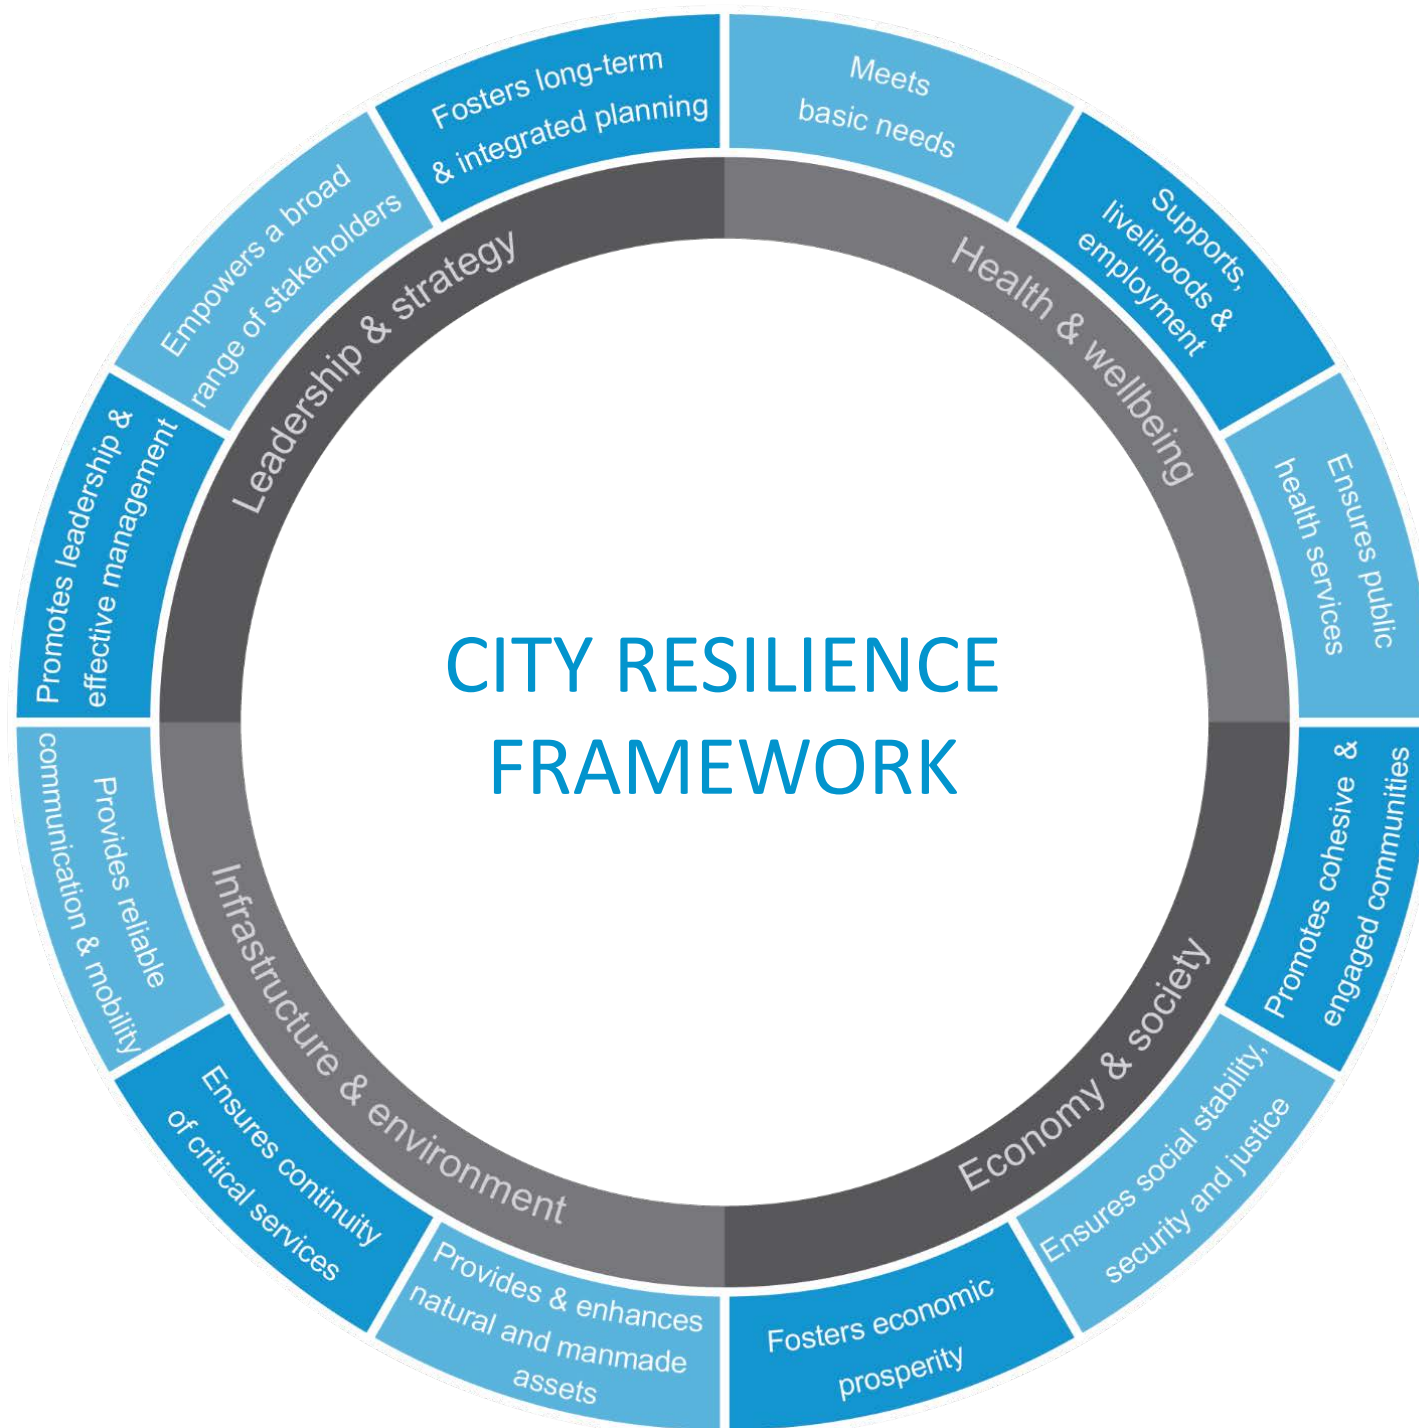 CITY RESILIENCE
FRAMEWORK
Health & wellbeing
Meets
basic needs
Supports,
livelihoods &
employment
Ensures public
health services
Economy & society
Promotes cohesive &
engaged communities
Ensures social stability,
security and justice
Fosters economic
prosperity
Infrastructure & environment
Provides & enhances
natural and manmade
assets
Ensures continuity
of critical services
Provides reliable
communication & mobility
Leadership & strategy
Promotes leadership &
effective management
Empowers a broad
range of stakeholders
Fosters long-term
& integrated planning